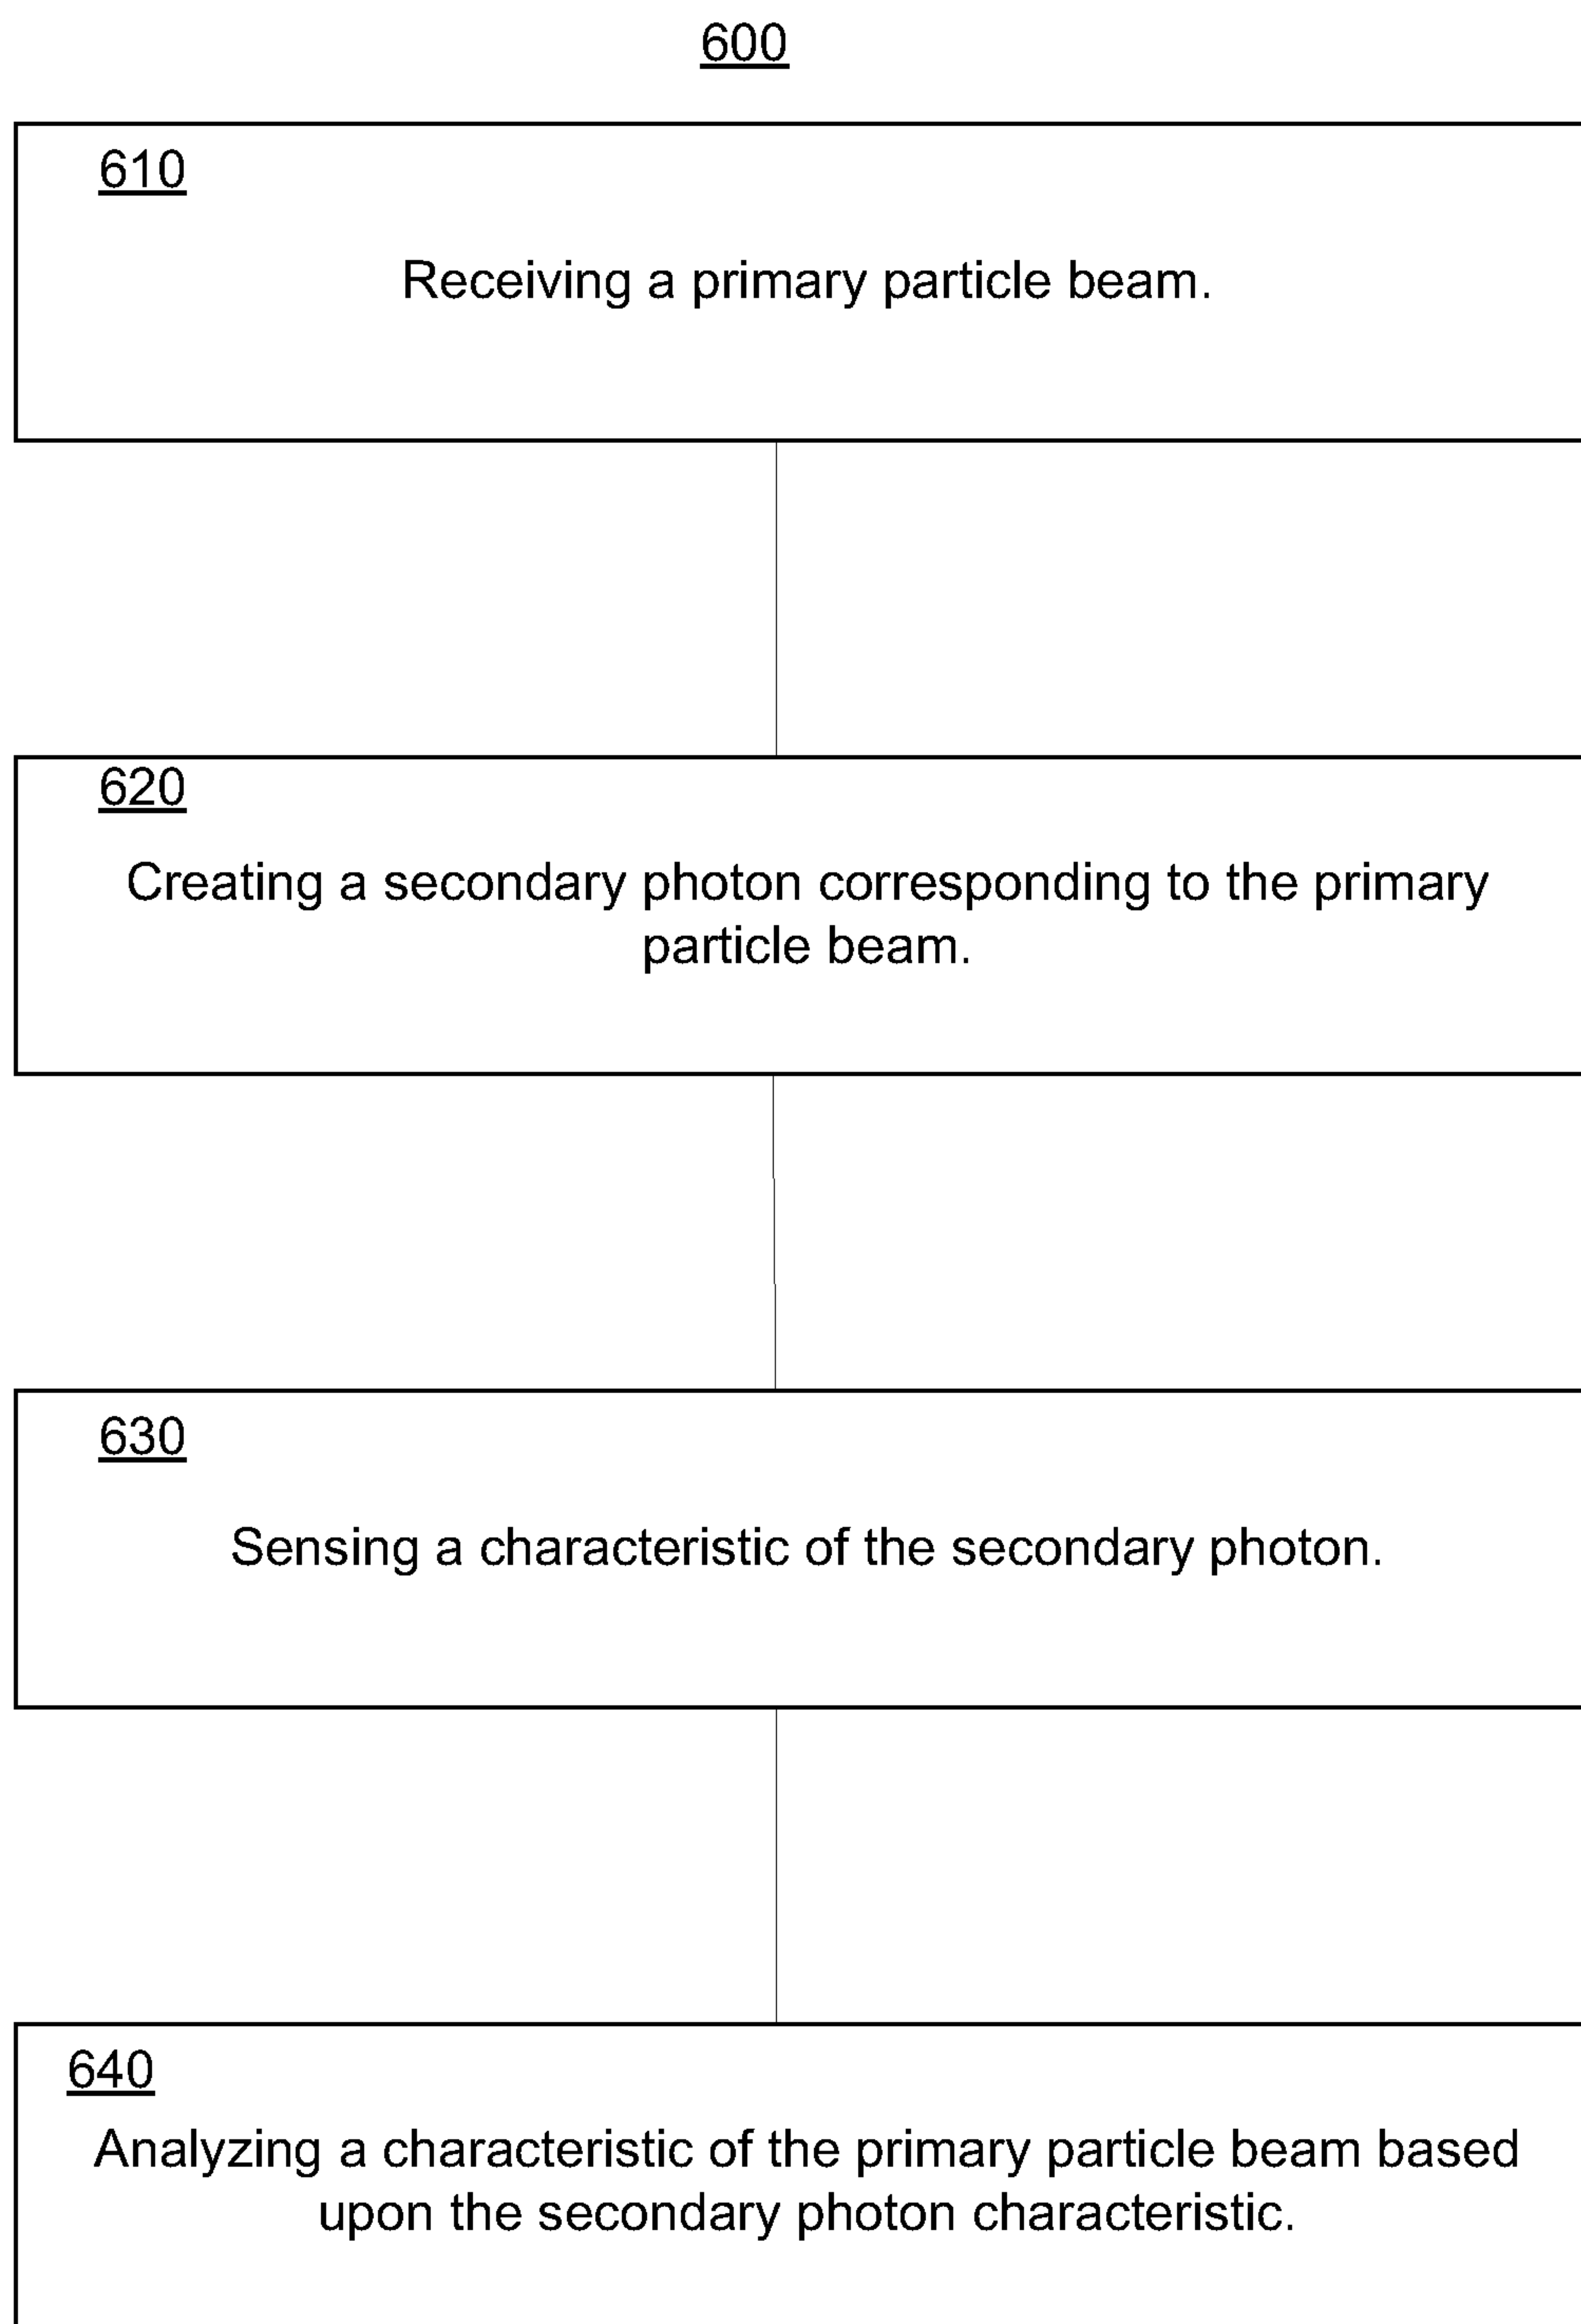 600
610
Receiving a primary particle beam.
620
Creating a secondary photon corresponding to the primary
particle beam.
630
Sensing a characteristic of the secondary photon.
640
Analyzing a characteristic of the primary particle beam based
upon the secondary photon characteristic.